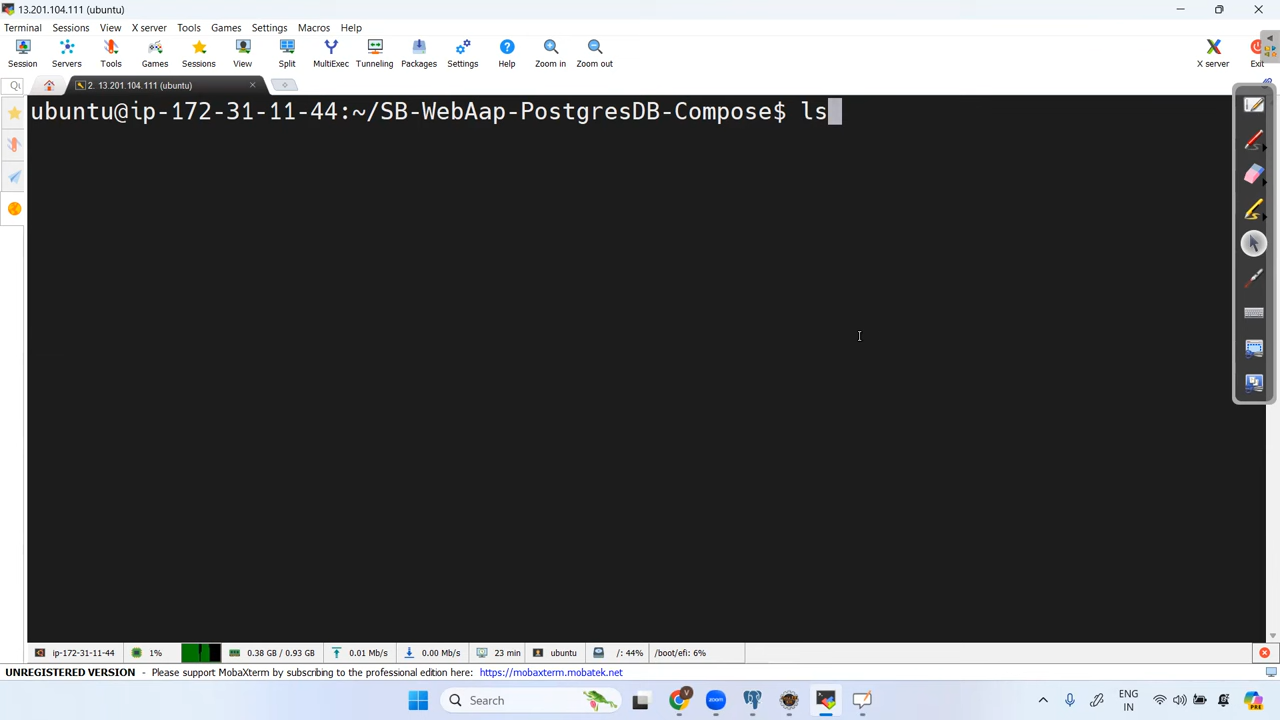 13.201.104.111 (ubuntu)
Terminal Sessions View X server Tools Games Settings Macros Help
Session Servers Tools Games Sessions View Split MultiExec Tunneling Packages Settings Help Zoom in Zoom out X server Exit
2. 13.201.104.111 (ubuntu)
ubuntu@ip-172-31-11-44:~/SB-WebAap-PostgresDB-Compose$ ls
ip-172-31-11-44 1% 0.38 GB / 0.93 GB 0.01 Mb/s 0.00 Mb/s 23 min ubuntu /: 44% /boot/efi: 6%
UNREGISTERED VERSION - Please support MobaXterm by subscribing to the professional edition here: https://mobaxterm.mobatek.net
Search
ENG
IN